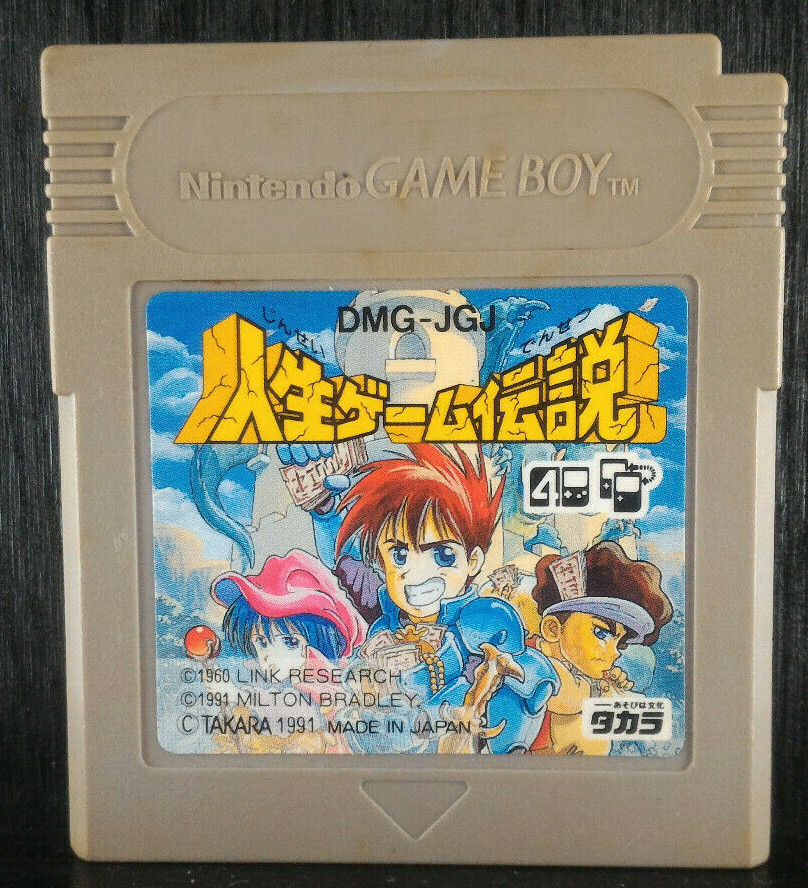 Nintendo GAME BOY TM
DMG-JGJ
じんせい でんせつ
人生ゲーム伝説
©1960 LINK RESEARCH.
©1991 MILTON BRADLEY.
© TAKARA 1991 MADE IN JAPAN
あそびは文化
タカラ